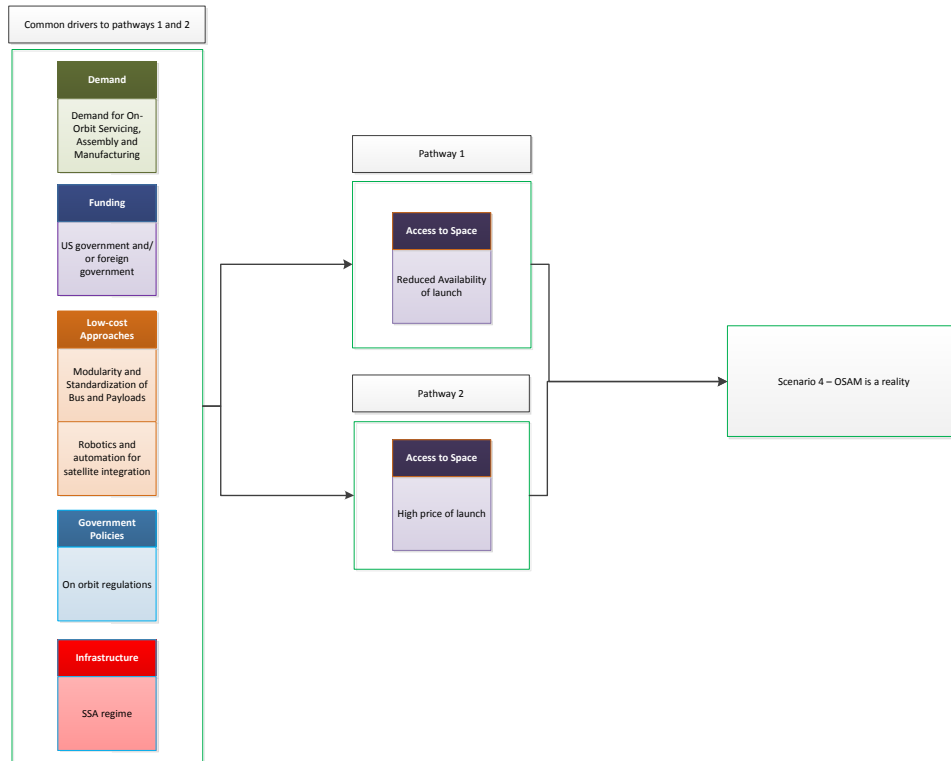 Common drivers to pathways 1 and 2
Demand
Demand for On-
Orbit Servicing,
Assembly and
Manufacturing
Funding
US government and/
or foreign
government
Low-cost
Approaches
Modularity and
Standardization of
Bus and Payloads
Robotics and
automation for
satellite integration
Government
Policies
On orbit regulations
Infrastructure
SSA regime
Pathway 1
Access to Space
Reduced Availability
of launch
Pathway 2
Access to Space
High price of launch
Scenario 4 – OSAM is a reality